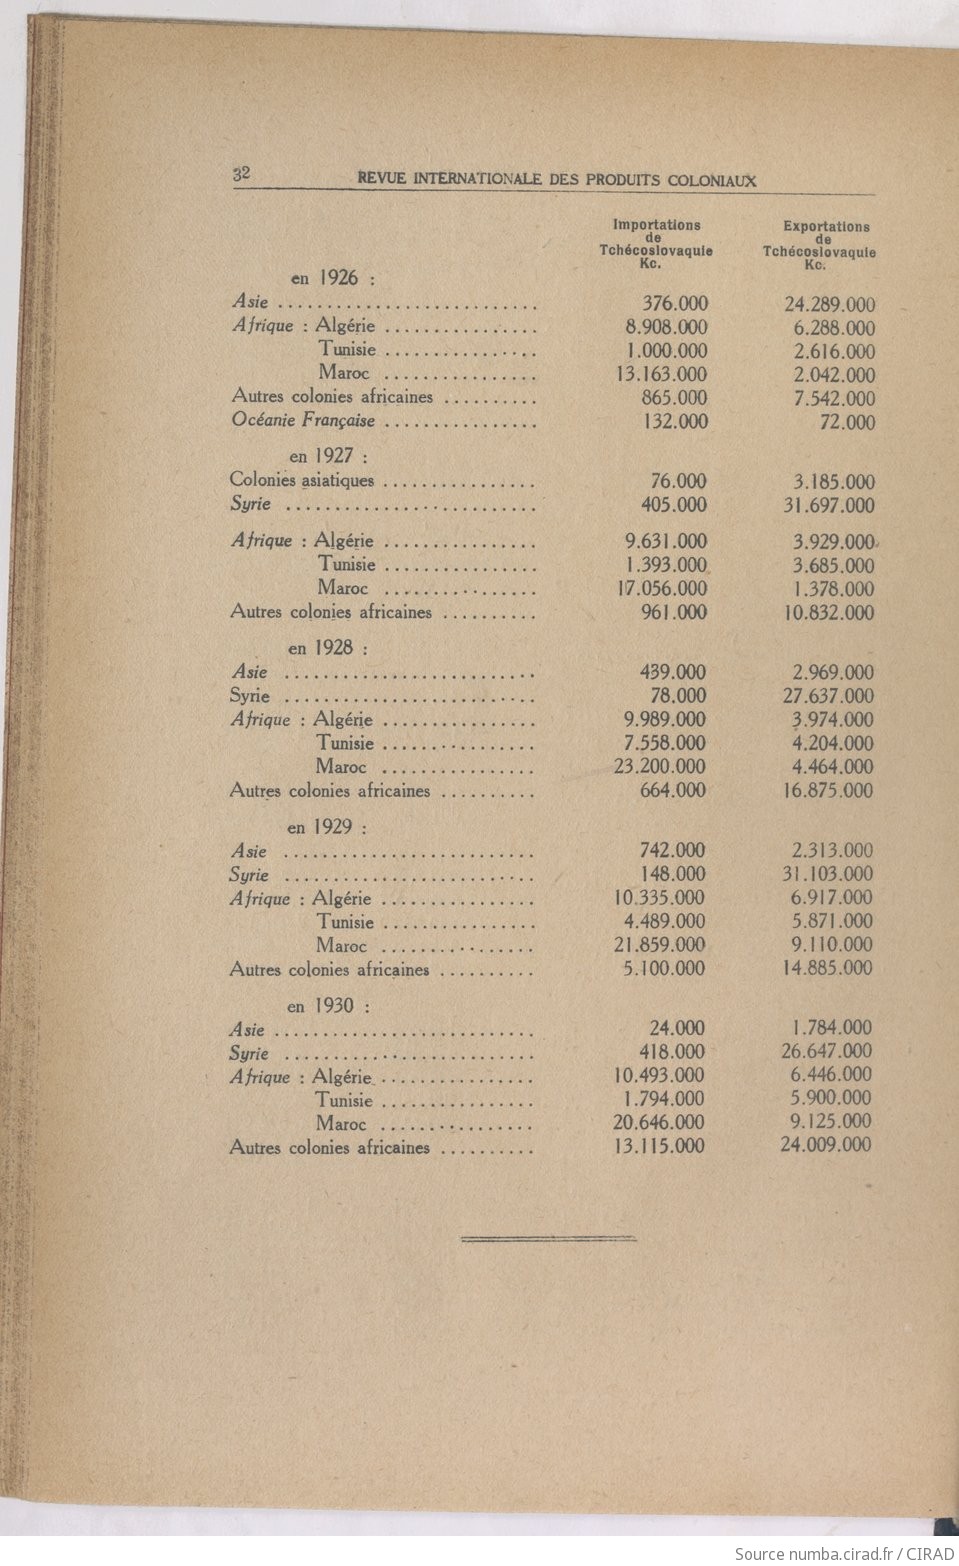 32 REVUE INTERNATIONALE DES PRODUITS COLONIAUX
Importations de Tchécoslovaquie Kc. Exportations de Tchécoslovaquie Kc.
en 1926 :
Asie .......................... 376.000 24.289.000
Afrique : Algérie ................ 8.908.000 6.288.000
Tunisie ................ 1.000.000 2.616.000
Maroc ................ 13.163.000 2.042.000
Autres colonies africaines .......... 865.000 7.542.000
Océanie Française ................ 132.000 72.000
en 1927 :
Colonies asiatiques ................ 76.000 3.185.000
Syrie .......................... 405.000 31.697.000
Afrique : Algérie ................ 9.631.000 3.929.000
Tunisie ................ 1.393.000 3.685.000
Maroc ................ 17.056.000 1.378.000
Autres colonies africaines .......... 961.000 10.832.000
en 1928 :
Asie .......................... 439.000 2.969.000
Syrie .......................... 78.000 27.637.000
Afrique : Algérie ................ 9.989.000 3.974.000
Tunisie ................ 7.558.000 4.204.000
Maroc ................ 23.200.000 4.464.000
Autres colonies africaines .......... 664.000 16.875.000
en 1929 :
Asie .......................... 742.000 2.313.000
Syrie .......................... 148.000 31.103.000
Afrique : Algérie ................ 10.335.000 6.917.000
Tunisie ................ 4.489.000 5.871.000
Maroc ................ 21.859.000 9.110.000
Autres colonies africaines .......... 5.100.000 14.885.000
en 1930 :
Asie .......................... 24.000 1.784.000
Syrie .......................... 418.000 26.647.000
Afrique : Algérie ................ 10.493.000 6.446.000
Tunisie ................ 1.794.000 5.900.000
Maroc ................ 20.646.000 9.125.000
Autres colonies africaines .......... 13.115.000 24.009.000
Source numba.cirad.fr / CIRAD